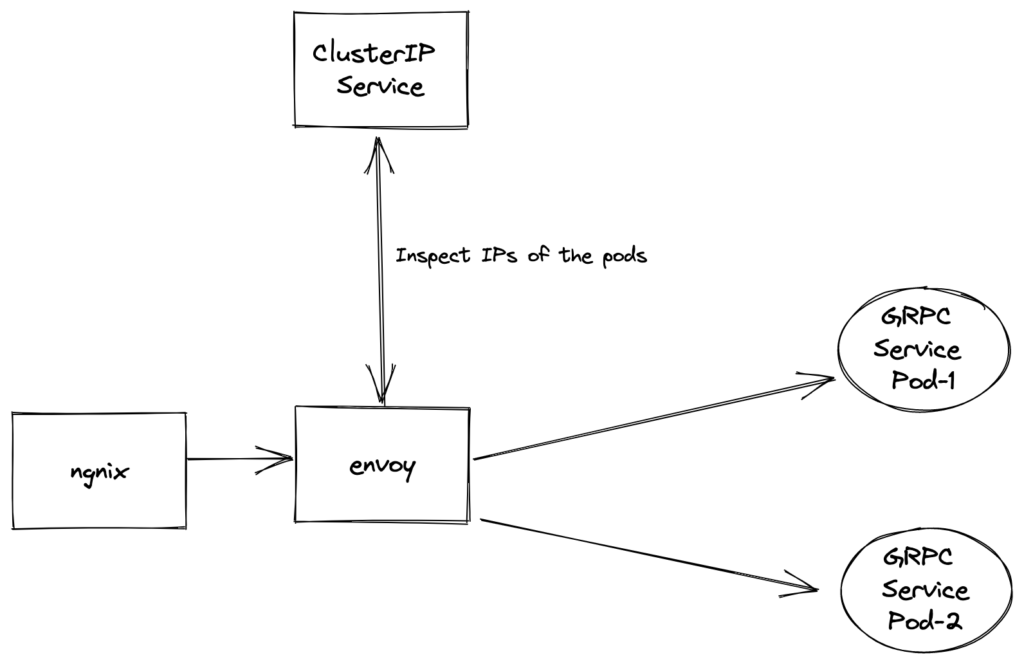 ClusterIP
Service
Inspect IPs of the pods
GRPC
Service
Pod-1
ngnix
envoy
GRPC
Service
Pod-2